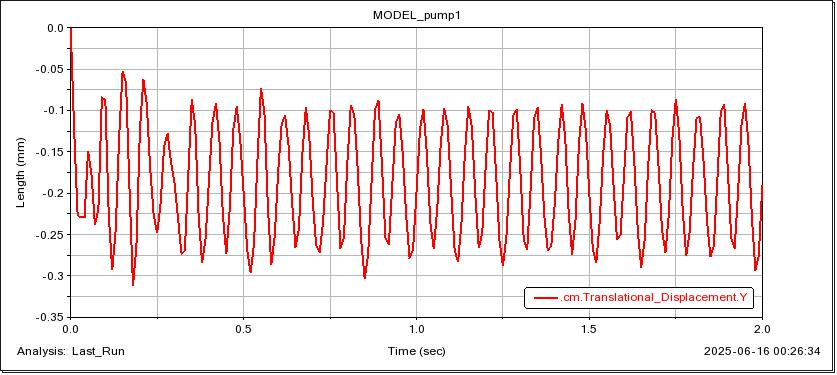 MODEL_pump1
0.0
-0.05
-0.1
-0.15
-0.2
-0.25
-0.3
-0.35
Length (mm)
0.0
0.5
1.0
1.5
2.0
.cm.Translational_Displacement.Y
Analysis: Last_Run
Time (sec)
2025-06-16 00:26:34